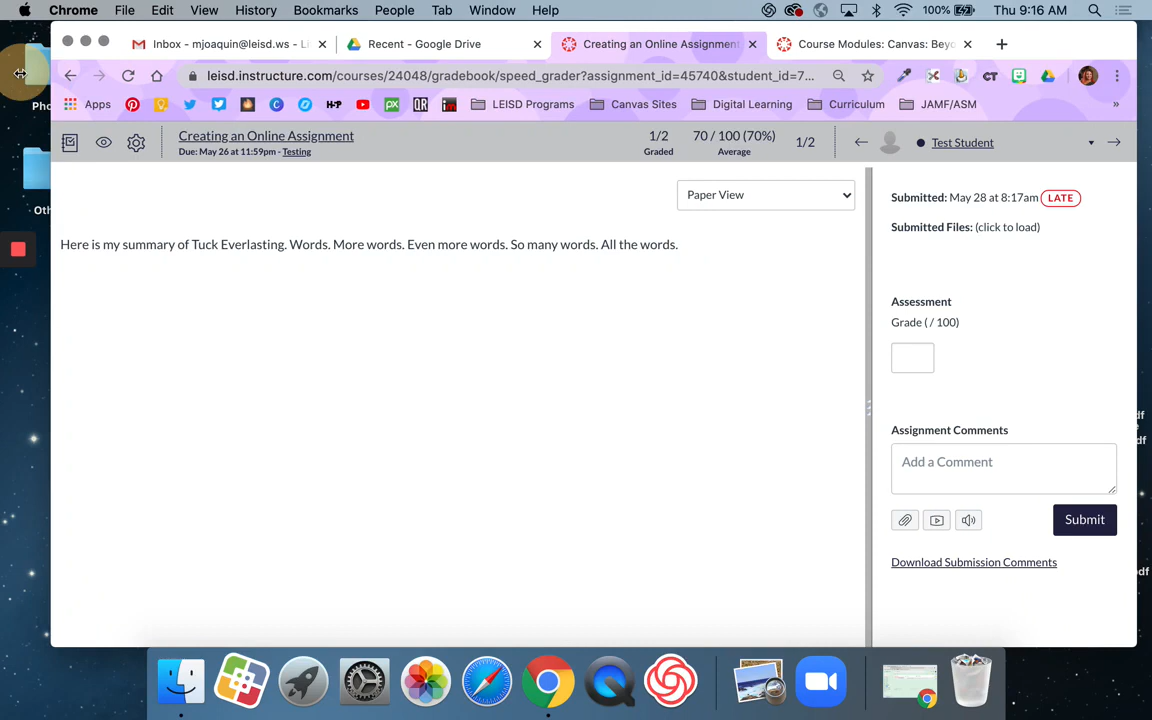 Chrome File Edit View History Bookmarks People Tab Window Help 100% Thu 9:16 AM
Inbox - mjoaquin@leisd.ws - Li
Recent - Google Drive
Creating an Online Assignment
Course Modules: Canvas: Beyo
leisd.instructure.com/courses/24048/gradebook/speed_grader?assignment_id=45740&student_id=7...
Apps LEISD Programs Canvas Sites Digital Learning Curriculum JAMF/ASM »
Creating an Online Assignment
Due: May 26 at 11:59pm - Testing
1/2
Graded
70 / 100 (70%)
Average
1/2
Test Student
Paper View
Here is my summary of Tuck Everlasting. Words. More words. Even more words. So many words. All the words.
Submitted: May 28 at 8:17am LATE
Submitted Files: (click to load)
Assessment
Grade ( / 100)
Assignment Comments
Add a Comment
Submit
Download Submission Comments
Pho
Oth